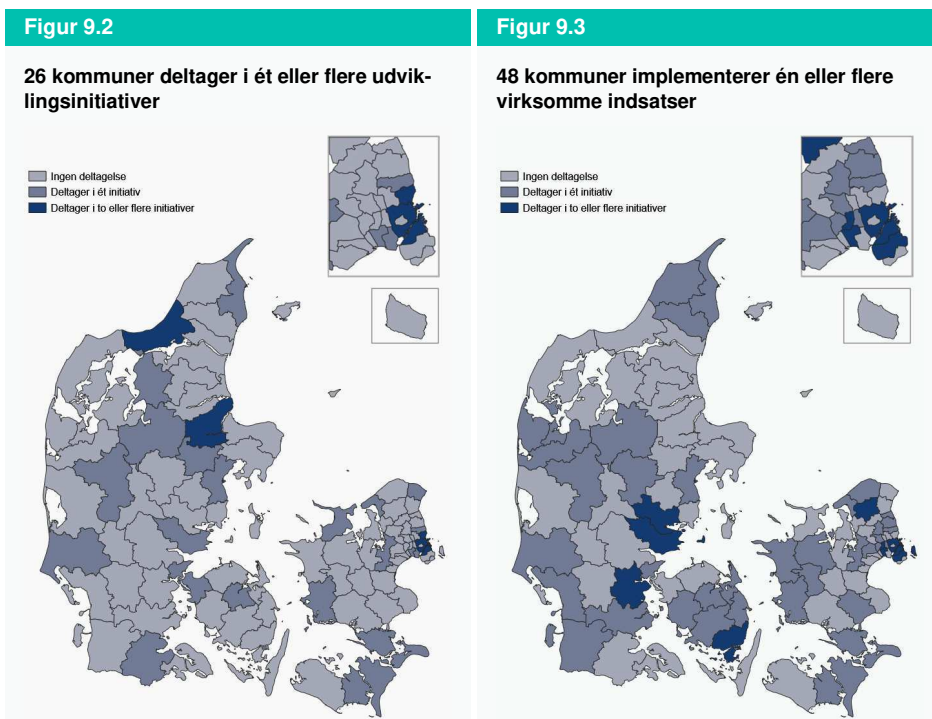 Figur 9.2
26 kommuner deltager i ét eller flere udvik-
lingsinitiativer
Ingen deltagelse
Deltager i ét initiativ
Deltager i to eller flere initiativer
Figur 9.3
48 kommuner implementerer én eller flere
virksomme indsatser
Ingen deltagelse
Deltager i ét initiativ
Deltager i to eller flere initiativer